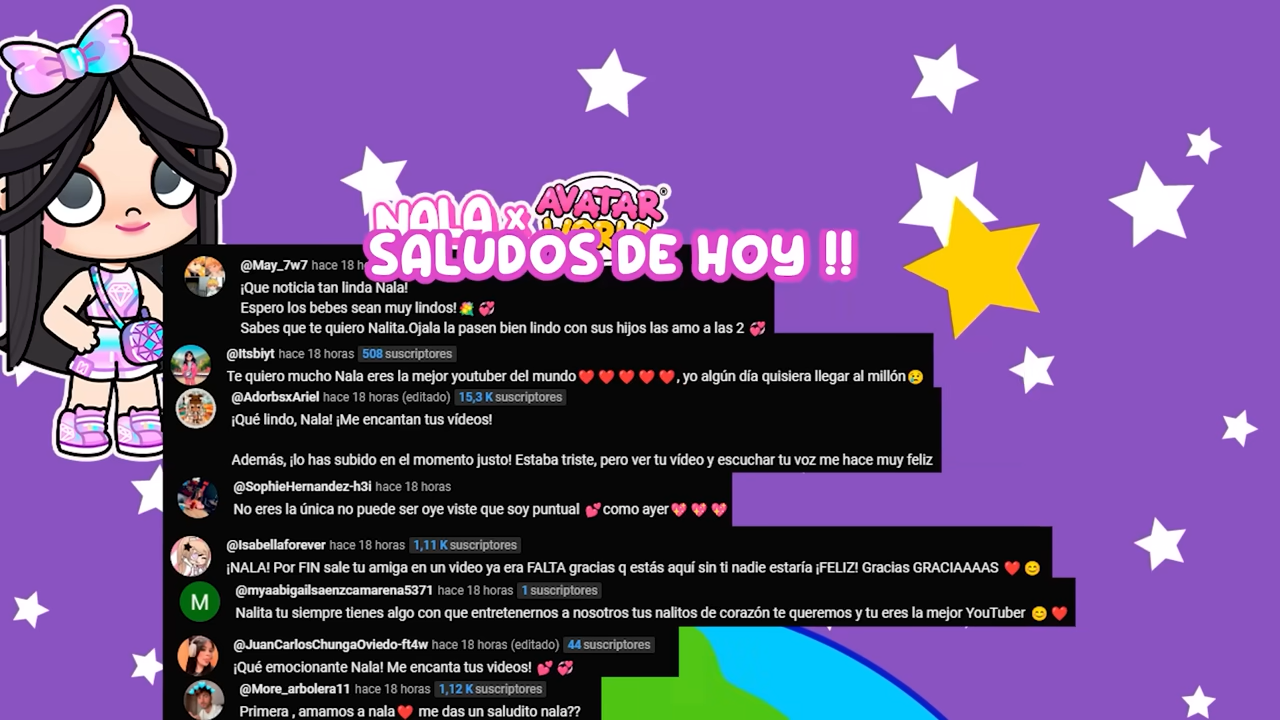 NALA x AVATAR WORLD®
SALUDOS DE HOY !!
@May_7w7 hace 18 h
¡Que noticia tan linda Nala!
Espero los bebes sean muy lindos!💐 💞
Sabes que te quiero Nalita.Ojala la pasen bien lindo con sus hijos las amo a las 2 💞
@Itsbiyt hace 18 horas 508 suscriptores
Te quiero mucho Nala eres la mejor youtuber del mundo❤️ ❤️ ❤️ ❤️ ❤️, yo algún día quisiera llegar al millón😢
@AdorbsxAriel hace 18 horas (editado) 15,3 K suscriptores
¡Qué lindo, Nala! ¡Me encantan tus vídeos!
Además, ¡lo has subido en el momento justo! Estaba triste, pero ver tu vídeo y escuchar tu voz me hace muy feliz
@SophieHernandez-h3i hace 18 horas
No eres la única no puede ser oye viste que soy puntual 💕como ayer💖 💖 💖
@Isabellaforever hace 18 horas 1,11 K suscriptores
¡NALA! Por FIN sale tu amiga en un video ya era FALTA gracias q estás aquí sin ti nadie estaría ¡FELIZ! Gracias GRACIAAAAS ❤️ 😊
M @myaabigailsaenzcamarena5371 hace 18 horas 1 suscriptores
Nalita tu siempre tienes algo con que entretenernos a nosotros tus nalitos de corazón te queremos y tu eres la mejor YouTuber 😊 ❤️
@JuanCarlosChungaOviedo-ft4w hace 18 horas (editado) 44 suscriptores
¡Qué emocionante Nala! Me encanta tus videos! 💕 💞
@More_arbolera11 hace 18 horas 1,12 K suscriptores
Primera , amamos a nala❤️ me das un saludito nala??